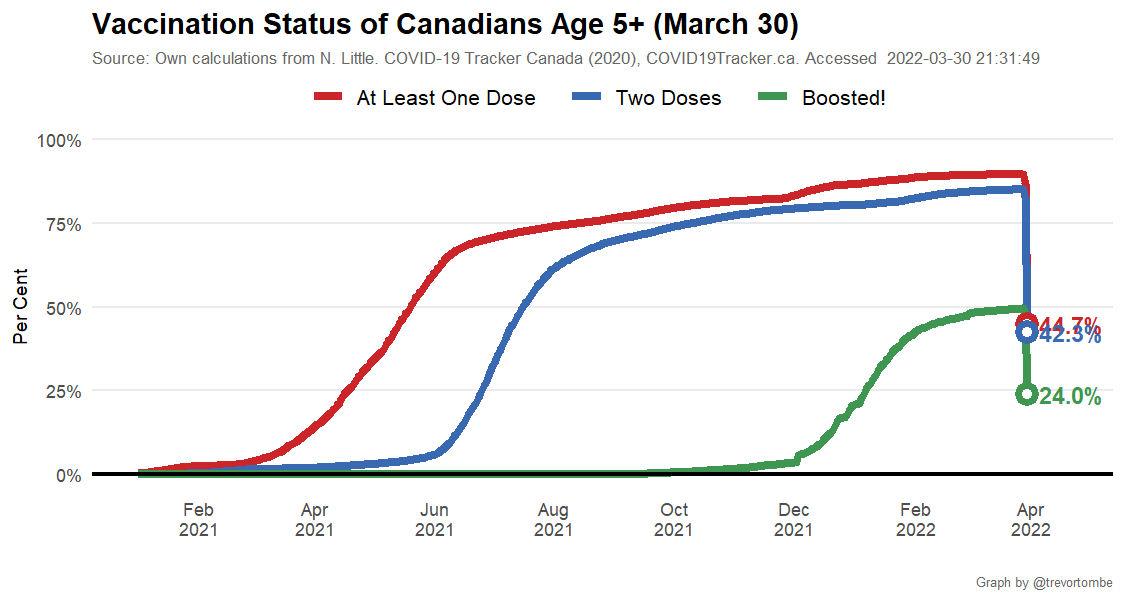 Vaccination Status of Canadians Age 5+ (March 30)
Source: Own calculations from N. Little. COVID-19 Tracker Canada (2020), COVID19Tracker.ca. Accessed  2022-03-30 21:31:49
At Least One Dose Two Doses Boosted!
100%
75%
50%
25%
0%
Per Cent
44.7%
42.3%
24.0%
Feb Apr Jun Aug Oct Dec Feb Apr
2021 2021 2021 2021 2021 2021 2022 2022
Graph by @trevortombe